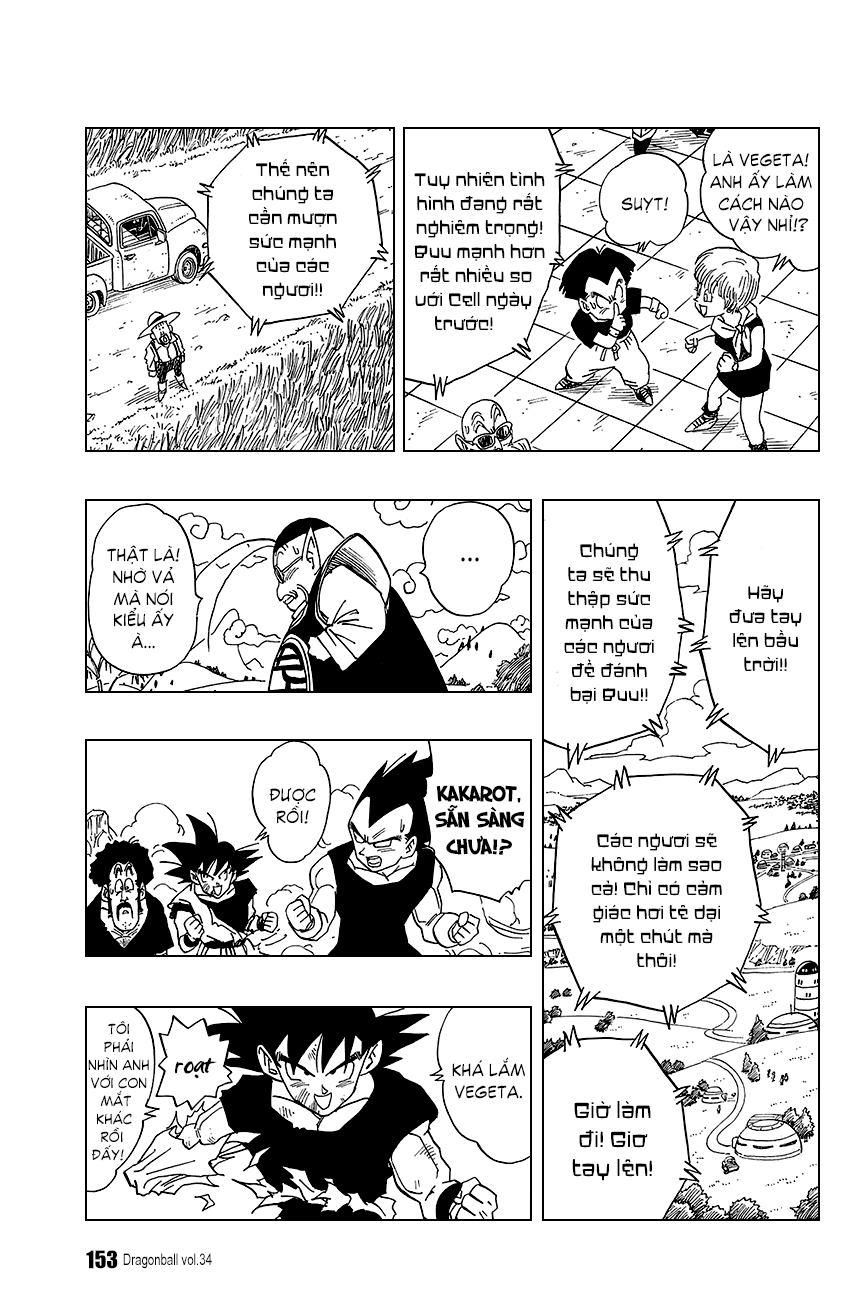 LÀ VEGETA!
ANH ẤY LÀM
CÁCH NÀO
VẬY NHỈ!?
SUYT!
Tuy nhiên tình
hình đang rất
nghiêm trọng!
Buu mạnh hơn
rất nhiều so
với Cell ngày
trước!
Thế nên
chúng ta
cần mượn
sức mạnh
của các
ngươi!!
Hãy
đưa tay
lên bầu
trời!!
Chúng
ta sẽ thu
thập sức
mạnh của
các ngươi
để đánh
bại Buu!!
Các ngươi sẽ
không làm sao
cả! Chỉ có cảm
giác hơi tê dại
một chút mà
thôi!
Giờ làm
đi! Giơ
tay lên!
...
THẬT LÀ!
NHỜ VẢ
MÀ NÓI
KIỂU ẤY
À...
KAKAROT,
SẴN SÀNG
CHƯA!?
ĐƯỢC
RỒI!
KHÁ LẮM
VEGETA.
roạt
TÔI
PHẢI
NHÌN ANH
VỚI CON
MẮT
KHÁC
RỒI
ĐẤY!
153 Dragonball vol.34